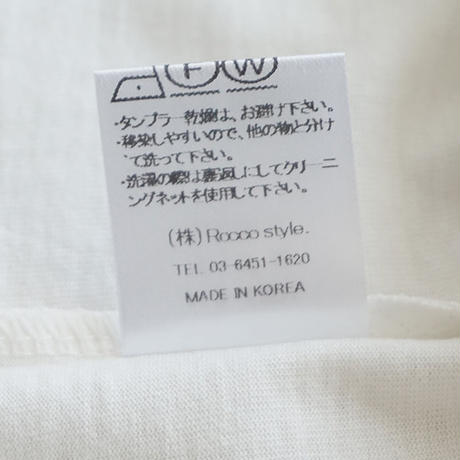 F W
・タンブラー乾燥は、お避け下さい。
・移染しやすいので、他の物と分け
て洗って下さい。
・洗濯の際は裏返しにしてクリーニ
ングネットを使用して下さい。
(株) Rocco style.
TEL 03-6451-1620
MADE IN KOREA